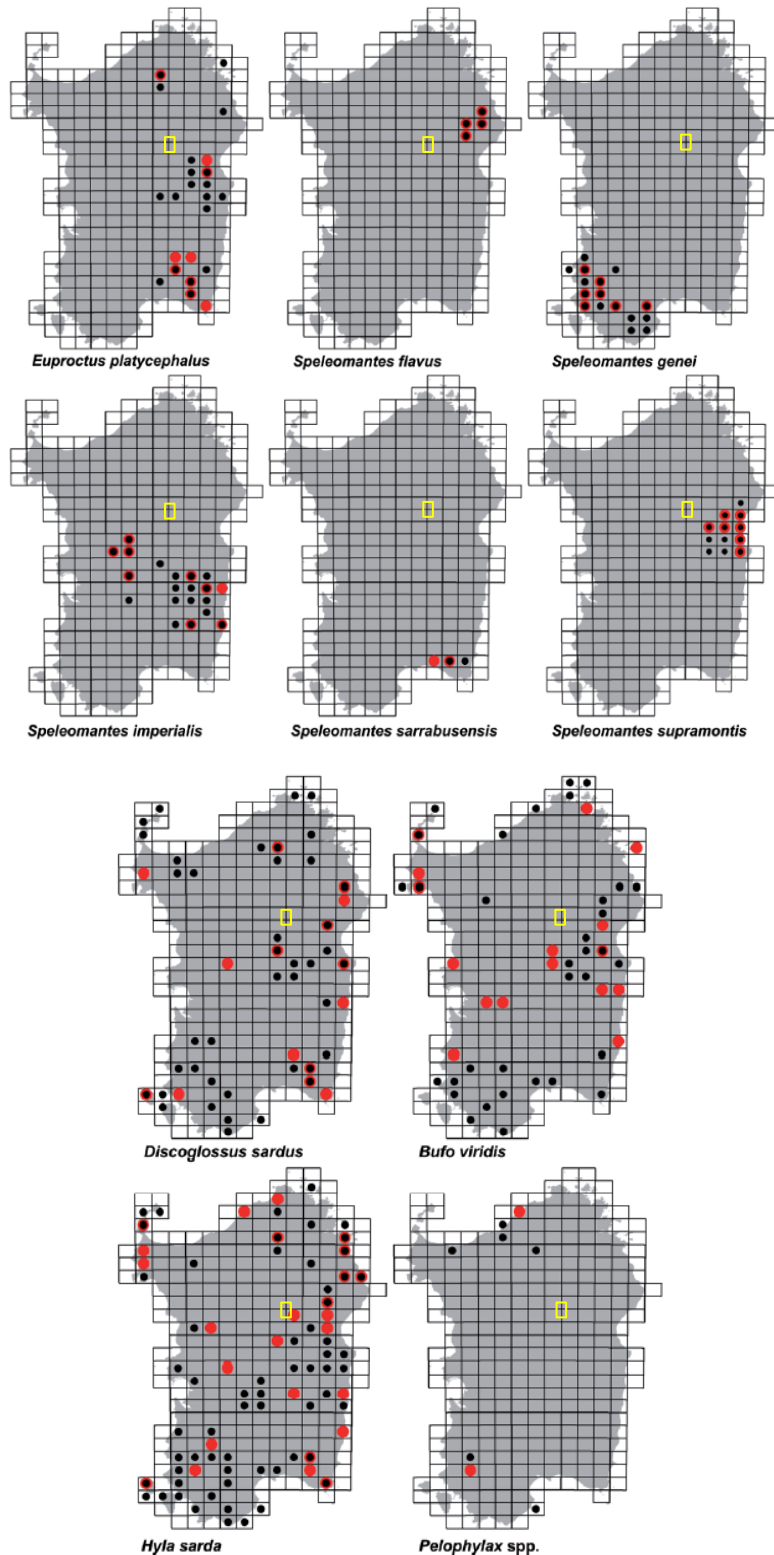 Euproctus platycephalus
Speleomantes flavus
Speleomantes genei
Speleomantes imperialis
Speleomantes sarrabusensis
Speleomantes supramontis
Discoglossus sardus
Bufo viridis
Hyla sarda
Pelophylax spp.